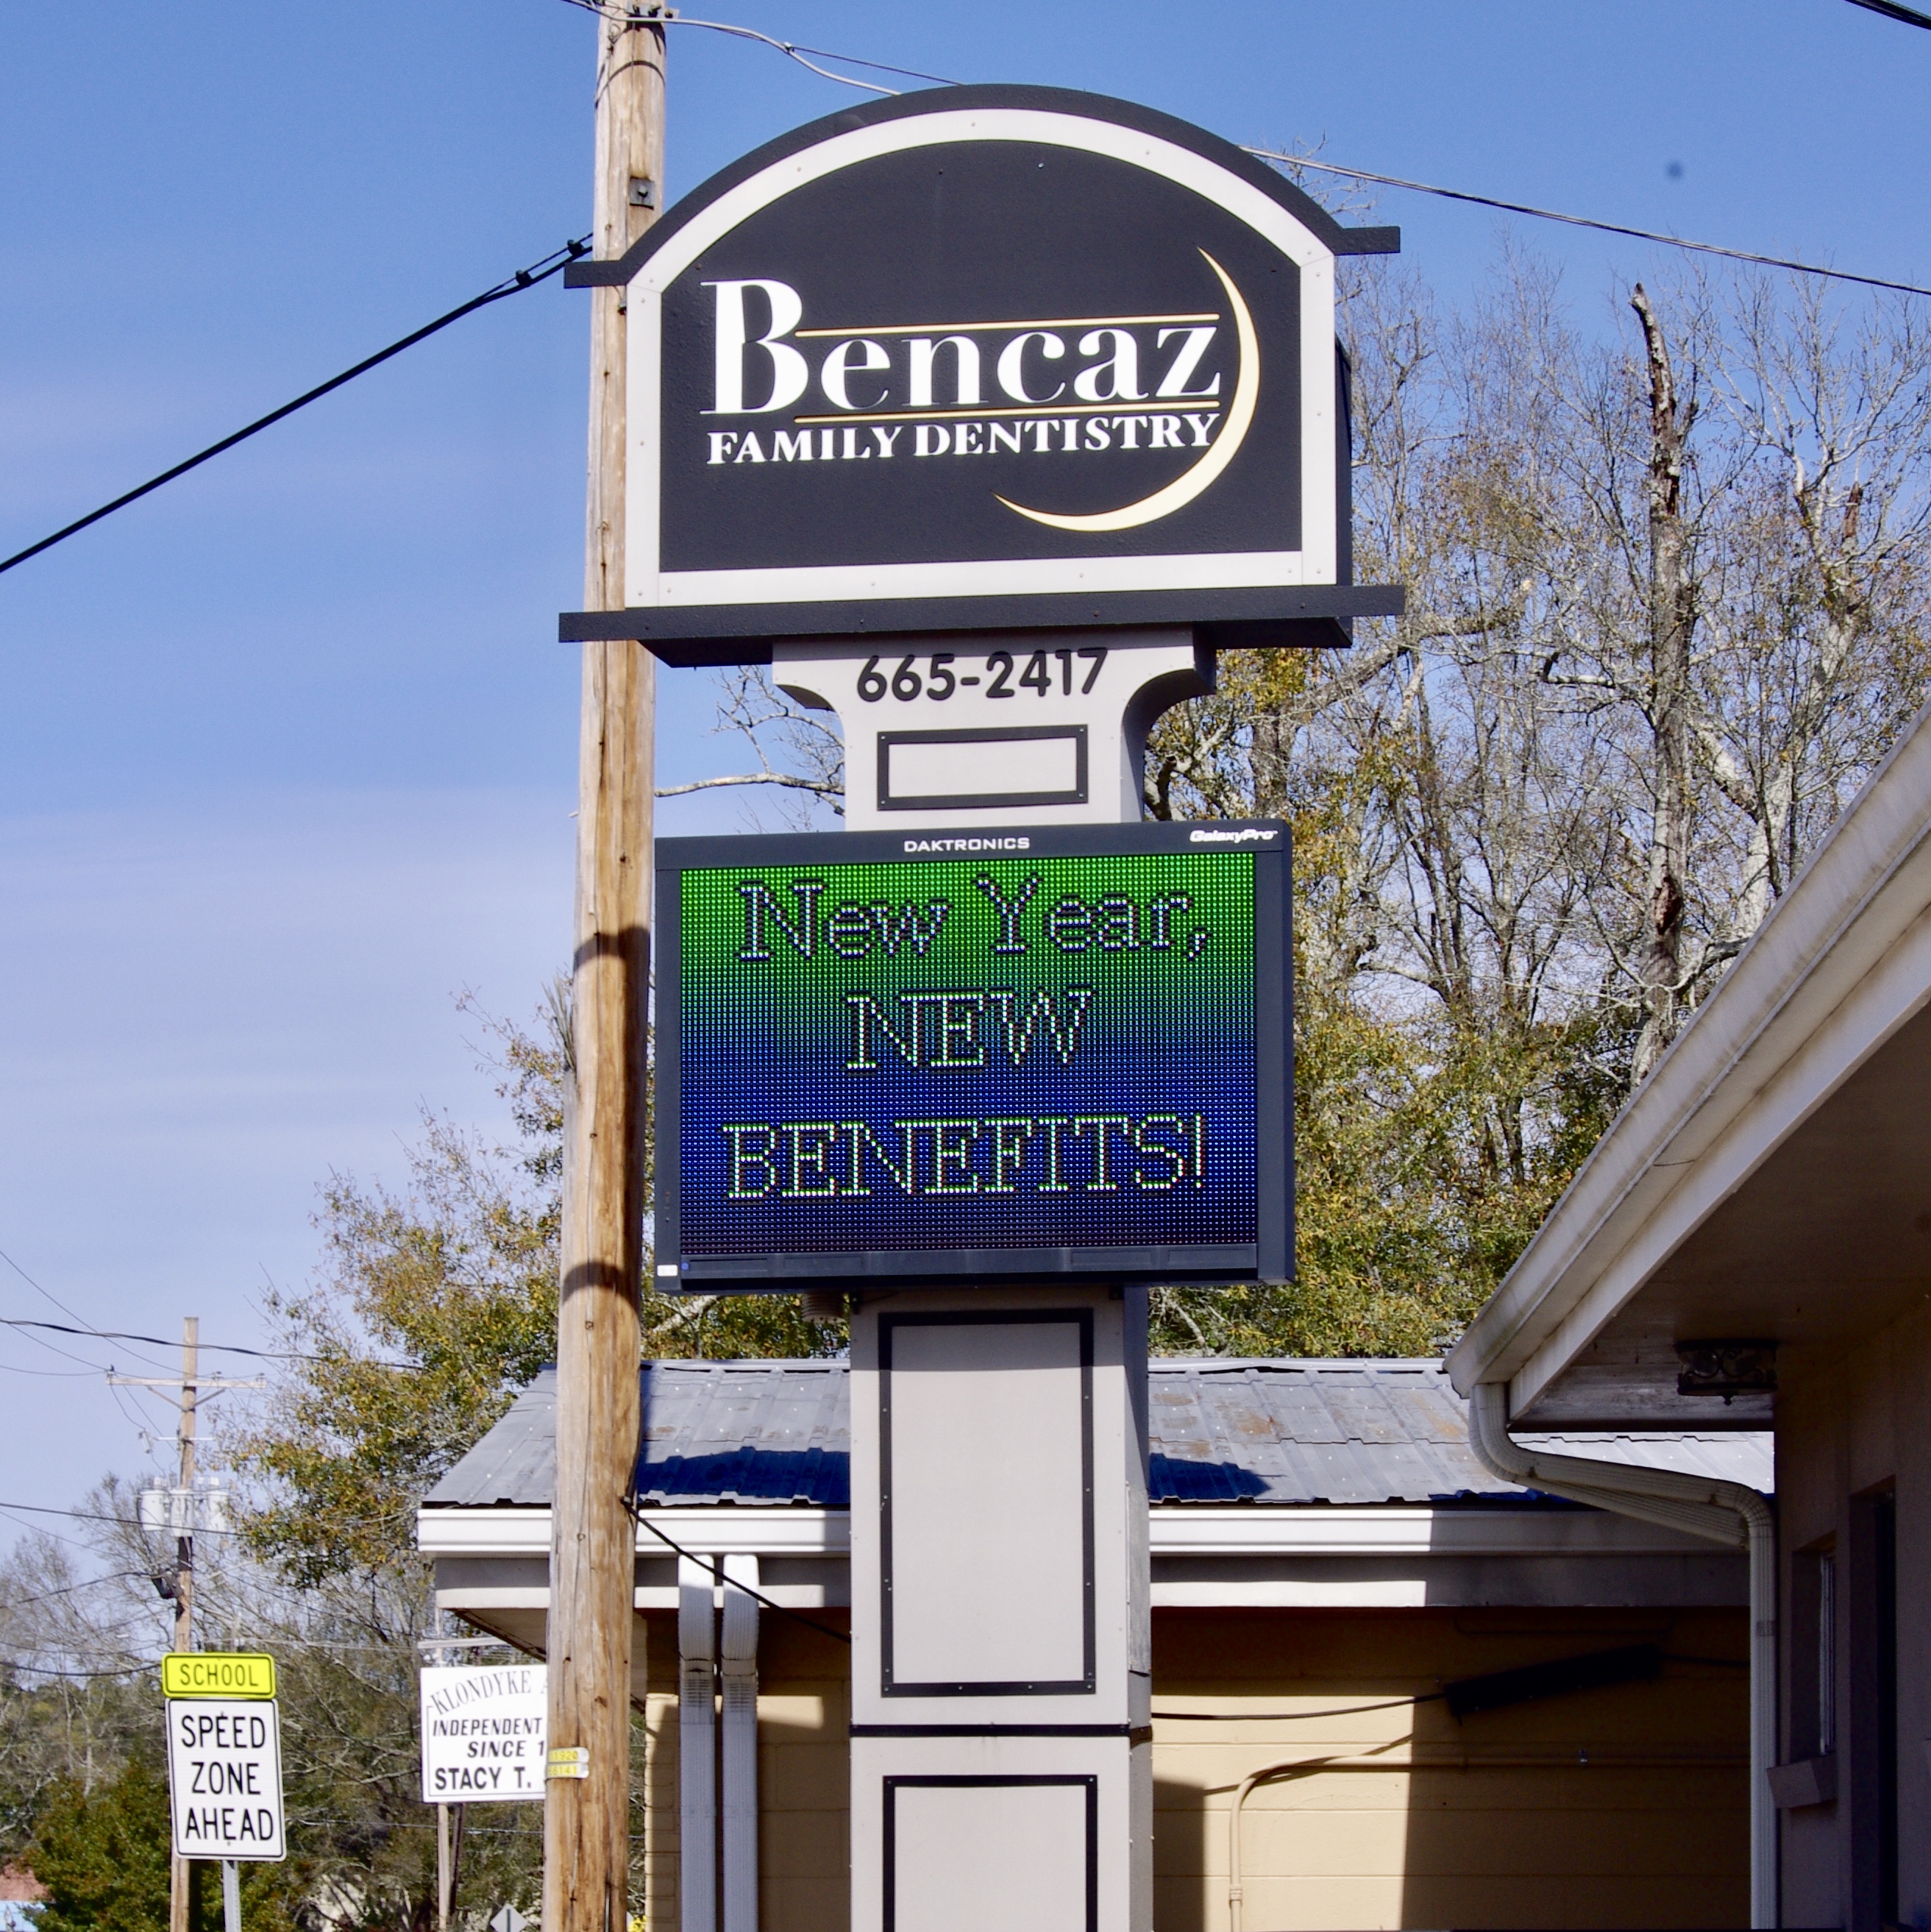 Bencaz
FAMILY DENTISTRY
665-2417
DAKTRONICS
GalaxyPro
New Year,
NEW
BENEFITS!
SCHOOL
SPEED
ZONE
AHEAD
KLONDYKE
INDEPENDENT
SINCE 1
STACY T.